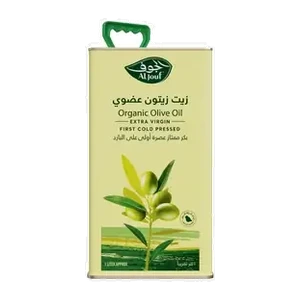 الجوف
Al Jouf
زيت زيتون عضوي
Organic Olive Oil
EXTRA VIRGIN
FIRST COLD PRESSED
بكر ممتاز عصرة أولى على البارد